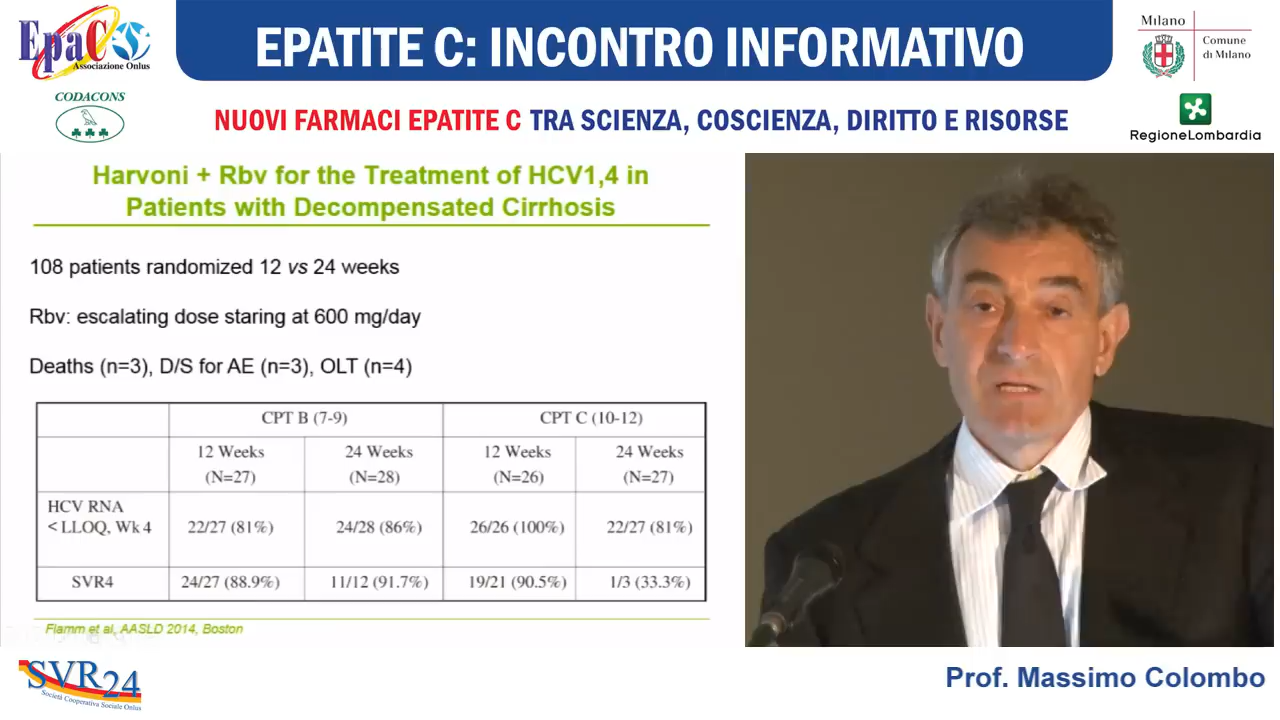 EpaC
Associazione Onlus
EPATITE C: INCONTRO INFORMATIVO
Milano
Comune
di Milano
CODACONS
NUOVI FARMACI EPATITE C TRA SCIENZA, COSCIENZA, DIRITTO E RISORSE
RegioneLombardia
Harvoni + Rbv for the Treatment of HCV1,4 in
Patients with Decompensated Cirrhosis
108 patients randomized 12 vs 24 weeks
Rbv: escalating dose staring at 600 mg/day
Deaths (n=3), D/S for AE (n=3), OLT (n=4)
CPT B (7-9) CPT C (10-12)
12 Weeks 24 Weeks 12 Weeks 24 Weeks
(N=27) (N=28) (N=26) (N=27)
HCV RNA
< LLOQ, Wk 4 22/27 (81%) 24/28 (86%) 26/26 (100%) 22/27 (81%)
SVR4 24/27 (88.9%) 11/12 (91.7%) 19/21 (90.5%) 1/3 (33.3%)
Flamm et al, AASLD 2014, Boston
SVR24
Società Cooperativa Sociale Onlus
Prof. Massimo Colombo